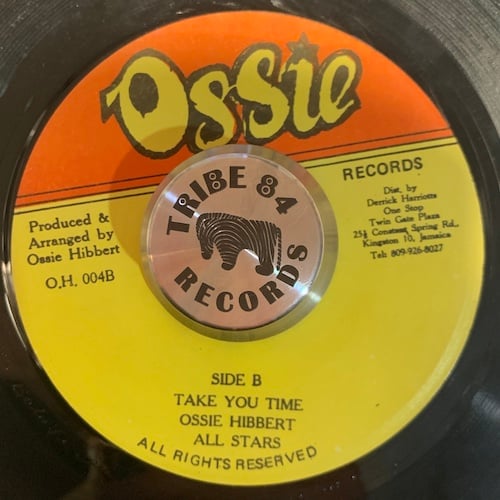 Ossie
RECORDS
Produced &
Arranged by
Ossie Hibbert
O.H. 004B
Dist. by
Derrick Harriotts
One Stop
Twin Gate Plaza
25½ Constant Spring Rd.,
Kingston 10, Jamaica
Tel: 809-926-8027
TRIBE 84
RECORDS
SIDE B
TAKE YOU TIME
OSSIE HIBBERT
ALL STARS
ALL RIGHTS RESERVED